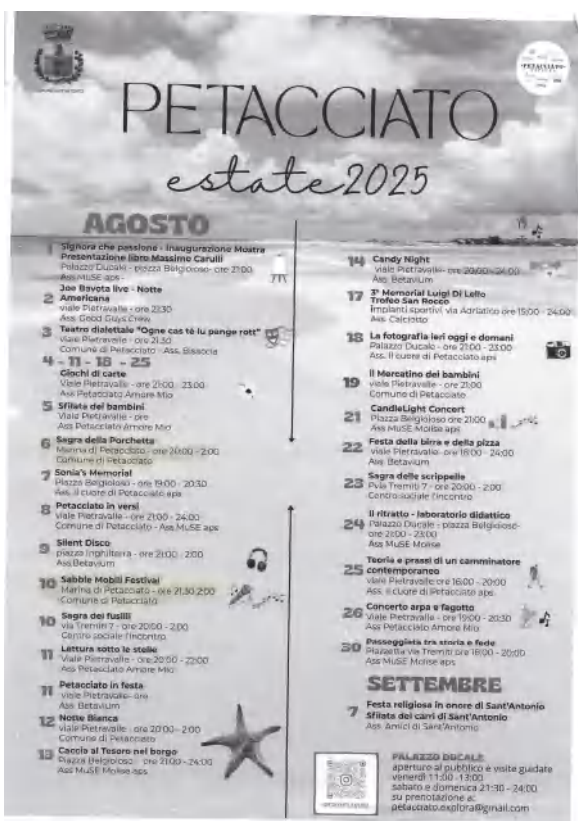 PETACCIATO
estate 2025
AGOSTO
1 Signora che passione - Inaugurazione Mostra
Presentazione libro Massimo Carulli
Palazzo Ducale - piazza Belgioioso- ore 21:00
Ass MuSE aps -
2 Joe Bavota live - Notte
Americana
viale Pietravalle - ore 21:30
Ass. Good Guys Crew
3 Teatro dialettale "Ogne cas tè lu pange rott"
viale Pietravalle - ore 21:30
Comune di Petacciato - Ass. Bisaccia
4 - 11 - 18 - 25
Giochi di carte
Viale Pietravalle - ore 21:00 - 23:00
Ass Petacciato Amore Mio
5 Sfilata dei bambini
Viale Pietravalle - ore
Ass Petacciato Amore Mio
6 Sagra della Porchetta
Marina di Petacciato - ore 20:00 - 2:00
Comune di Petacciato
7 Sonia's Memorial
Piazza Belgioioso - ore 19:00 - 20:30
Ass. Il cuore di Petacciato aps
8 Petacciato in versi
viale Pietravalle - ore 21:00 - 24:00
Comune di Petacciato - Ass MuSE aps
9 Silent Disco
piazza Inghilterra - ore 21:00 - 2:00
Ass Betavium
10 Sabbie Mobili Festival
Marina di Petacciato - ore 21:30 2:00
Comune di Petacciato
10 Sagra dei fusilli
via Tremiti 7 - ore 20:00 - 2:00
Centro sociale l'incontro
11 Lettura sotto le stelle
Viale Pietravalle - ore 20:00 - 22:00
Ass Petacciato Amore Mio
11 Petacciato in festa
viale Pietravalle- ore
Ass. Betavium
12 Notte Bianca
viale Pietravalle - ore 20:00 - 2:00
Comune di Petacciato
13 Caccia al Tesoro nel borgo
Piazza Belgioioso - ore 21:00 - 24:00
Ass MuSE Molise aps
14 Candy Night
viale Pietravalle- ore 20:00 - 24:00
Ass. Betavium
17 3° Memorial Luigi Di Lello
Trofeo San Rocco
Impianti sportivi via Adriatico ore 15:00 - 24:00
Ass. Calciotto
18 La fotografia ieri oggi e domani
Palazzo Ducale - ore 21:00 - 23:00
Ass. Il cuore di Petacciato aps
19 Il Mercatino dei bambini
viale Pietravalle - ore 21:00
Comune di Petacciato
21 CandleLight Concert
Piazza Belgioioso ore 21:00
Ass MuSE Molise aps
22 Festa della birra e della pizza
viale Pietravalle- ore 18:00 - 24:00
Ass. Betavium
23 Sagra delle scrippelle
P.via Tremiti 7 - ore 20:00 - 2:00
Centro sociale l'incontro
24 Il ritratto - laboratorio didattico
Palazzo Ducale - piazza Belgioioso-
ore 21:00 - 23:00
Ass MuSE Molise
25 Teoria e prassi di un camminatore
contemporaneo
viale Pietravalle ore 16:00 - 20:00
Ass. Il cuore di Petacciato aps
26 Concerto arpa e fagotto
viale Pietravalle - ore 19:00 - 20:30
Ass Petacciato Amore Mio
30 Passeggiata tra storia e fede
Piazzetta via Tremiti ore 18:00 - 20:00
Ass MuSE Molise aps
SETTEMBRE
7 Festa religiosa in onore di Sant'Antonio
Sfilata dei carri di Sant'Antonio
Ass. Amici di Sant'Antonio
PALAZZO DUCALE
aperture al pubblico e visite guidate
venerdì 11:00 -13:00
sabato e domenica 21:30 - 24:00
su prenotazione a:
petacciato.explora@gmail.com